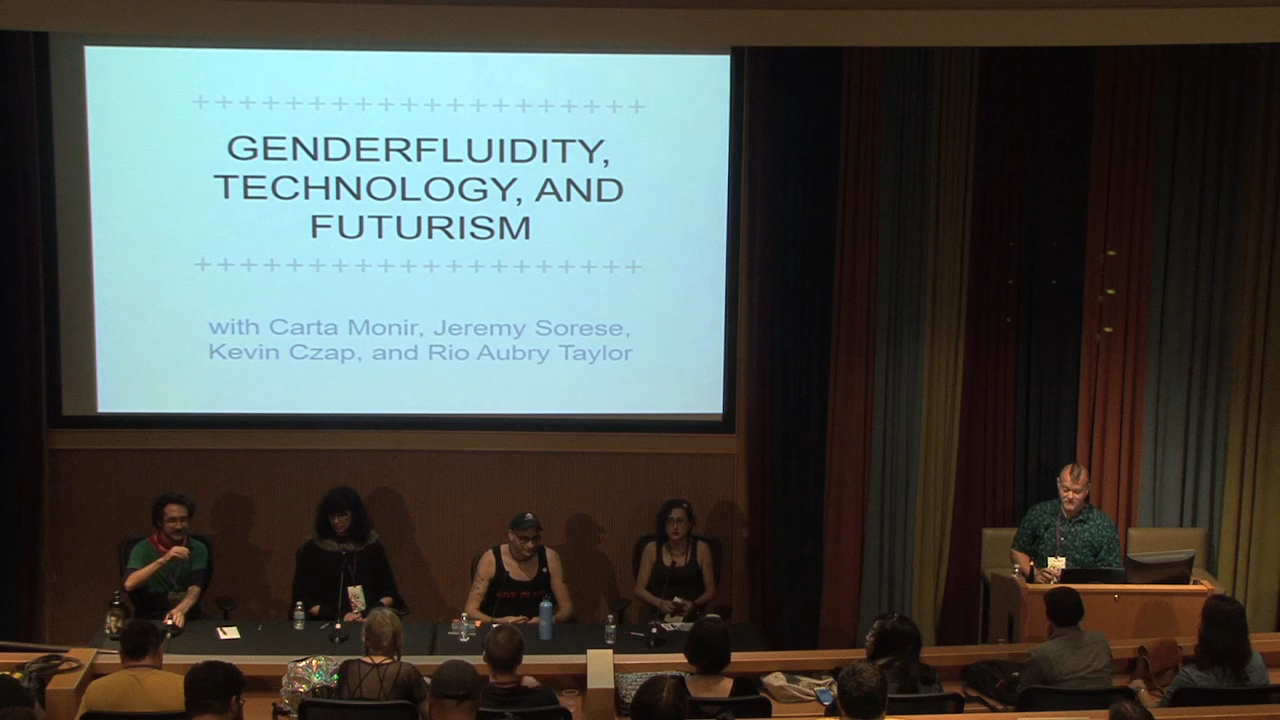 +++++++++++++++++++++
GENDERFLUIDITY,
TECHNOLOGY, AND
FUTURISM
+++++++++++++++++++++
with Carta Monir, Jeremy Sorese,
Kevin Czap, and Rio Aubry Taylor